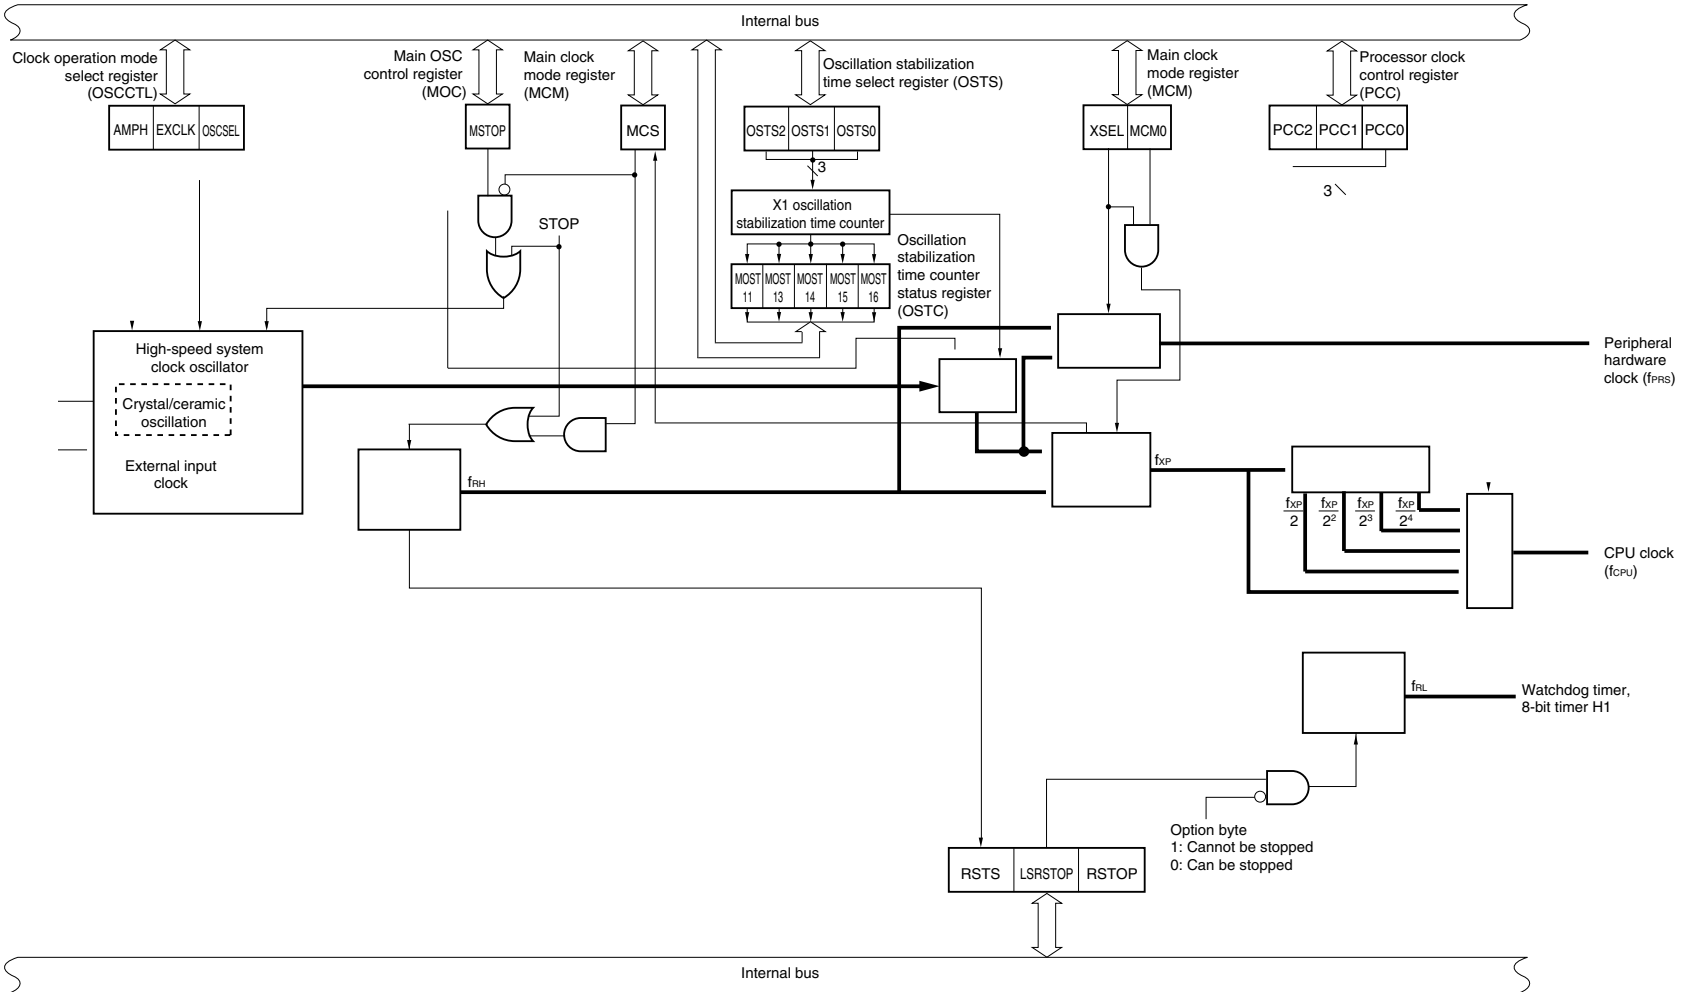 Internal bus
Clock operation mode
select register
(OSCCTL)
Main OSC
control register
(MOC)
Main clock
mode register
(MCM)
Oscillation stabilization
time select register (OSTS)
Main clock
mode register
(MCM)
Processor clock
control register
(PCC)
AMPH EXCLK OSCSEL
MSTOP
MCS
OSTS2 OSTS1 OSTS0
XSEL MCM0
PCC2 PCC1 PCC0
3
3
X1 oscillation
stabilization time counter
STOP
Oscillation
stabilization
time counter
status register
(OSTC)
MOST 11
MOST 13
MOST 14
MOST 15
MOST 16
High-speed system
clock oscillator
Crystal/ceramic
oscillation
External input
clock
Peripheral
hardware
clock (fPRS)
fRH
fXP
fXP/2
fXP/2²
fXP/2³
fXP/2⁴
CPU clock
(fCPU)
fRL
Watchdog timer,
8-bit timer H1
Option byte
1: Cannot be stopped
0: Can be stopped
RSTS LSRSTOP RSTOP
Internal bus